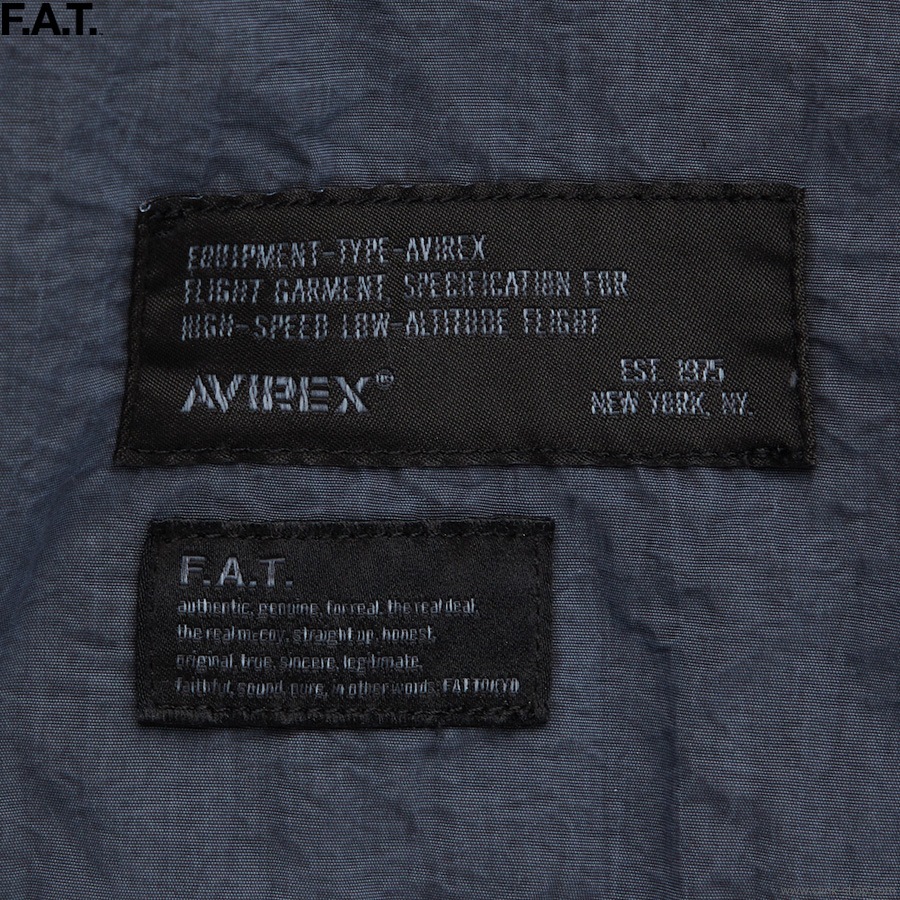 F.A.T.
EQUIPMENT-TYPE-AVIREX
FLIGHT GARMENT, SPECIFICATION FOR
HIGH-SPEED LOW-ALTITUDE FLIGHT
AVIREX®
EST. 1975
NEW YORK, NY.
F.A.T.
authentic, genuine, for real, the real deal,
the real mccoy, straight up, honest,
original, true, sincere, legitimate,
faithful, sound, pure, in other words; FATTOKYO